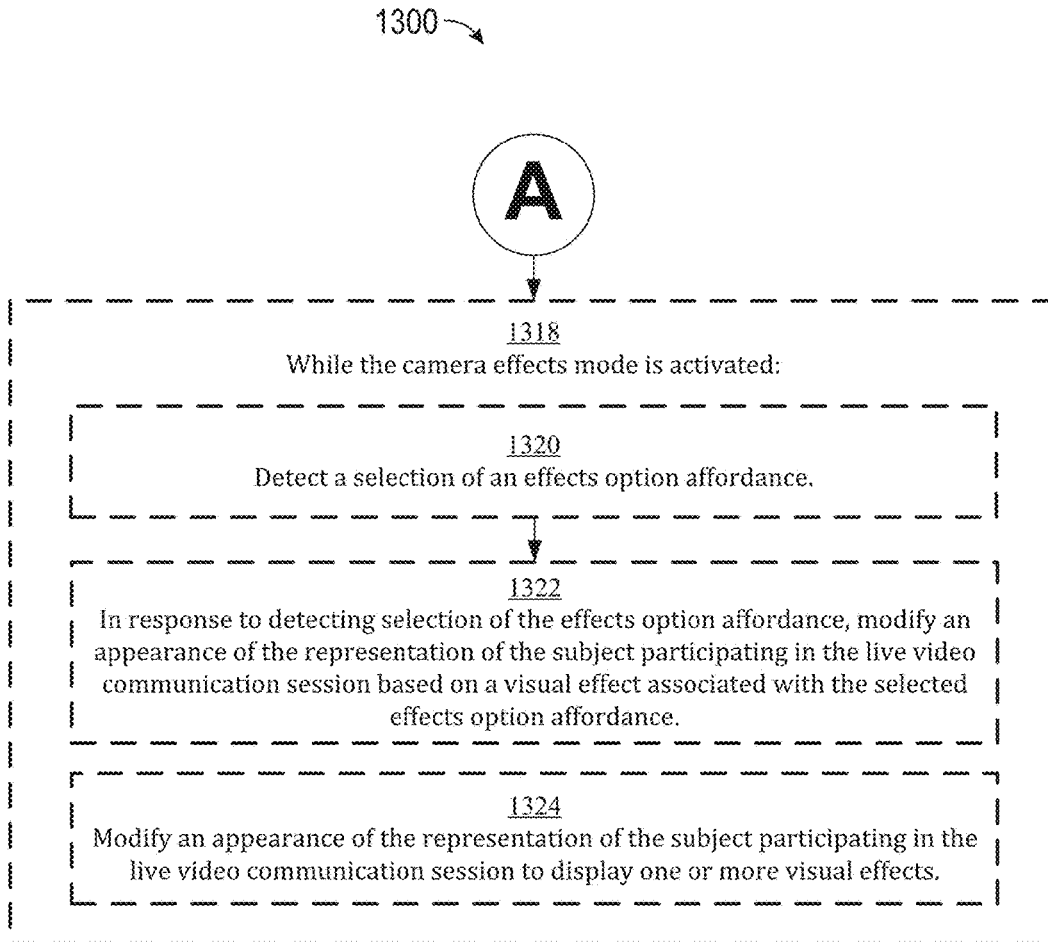 1300
A
1318
While the camera effects mode is activated:
1320
Detect a selection of an effects option affordance.
1322
In response to detecting selection of the effects option affordance, modify an
appearance of the representation of the subject participating in the live video
communication session based on a visual effect associated with the selected
effects option affordance.
1324
Modify an appearance of the representation of the subject participating in the
live video communication session to display one or more visual effects.